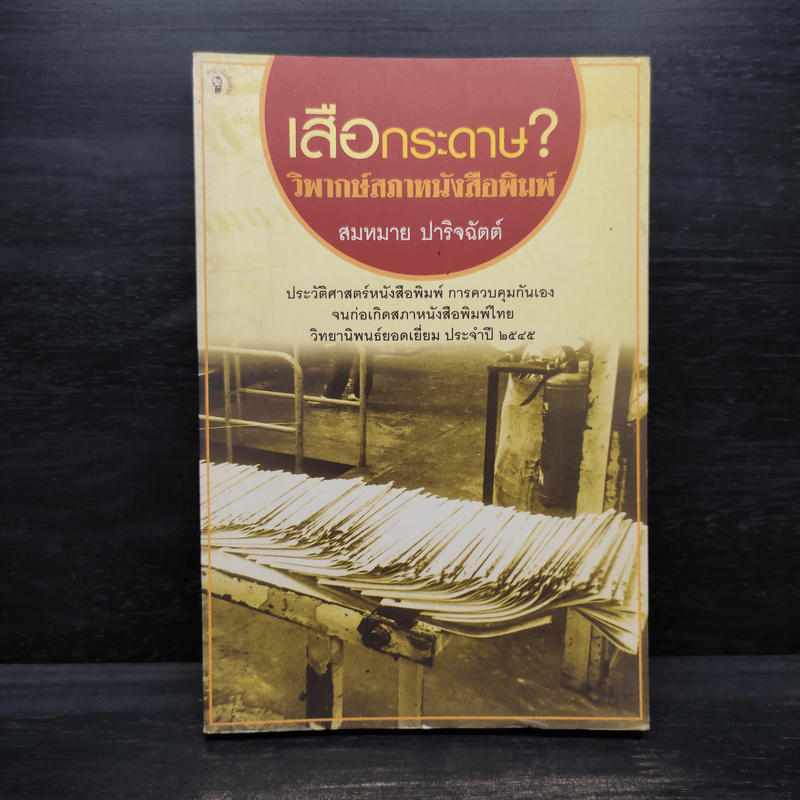 เสือกระดาษ?
วิพากษ์สภาหนังสือพิมพ์
สมหมาย ปาริจฉัตต์
ประวัติศาสตร์หนังสือพิมพ์ การควบคุมกันเอง
จนก่อเกิดสภาหนังสือพิมพ์ไทย
วิทยานิพนธ์ยอดเยี่ยม ประจำปี ๒๕๔๕